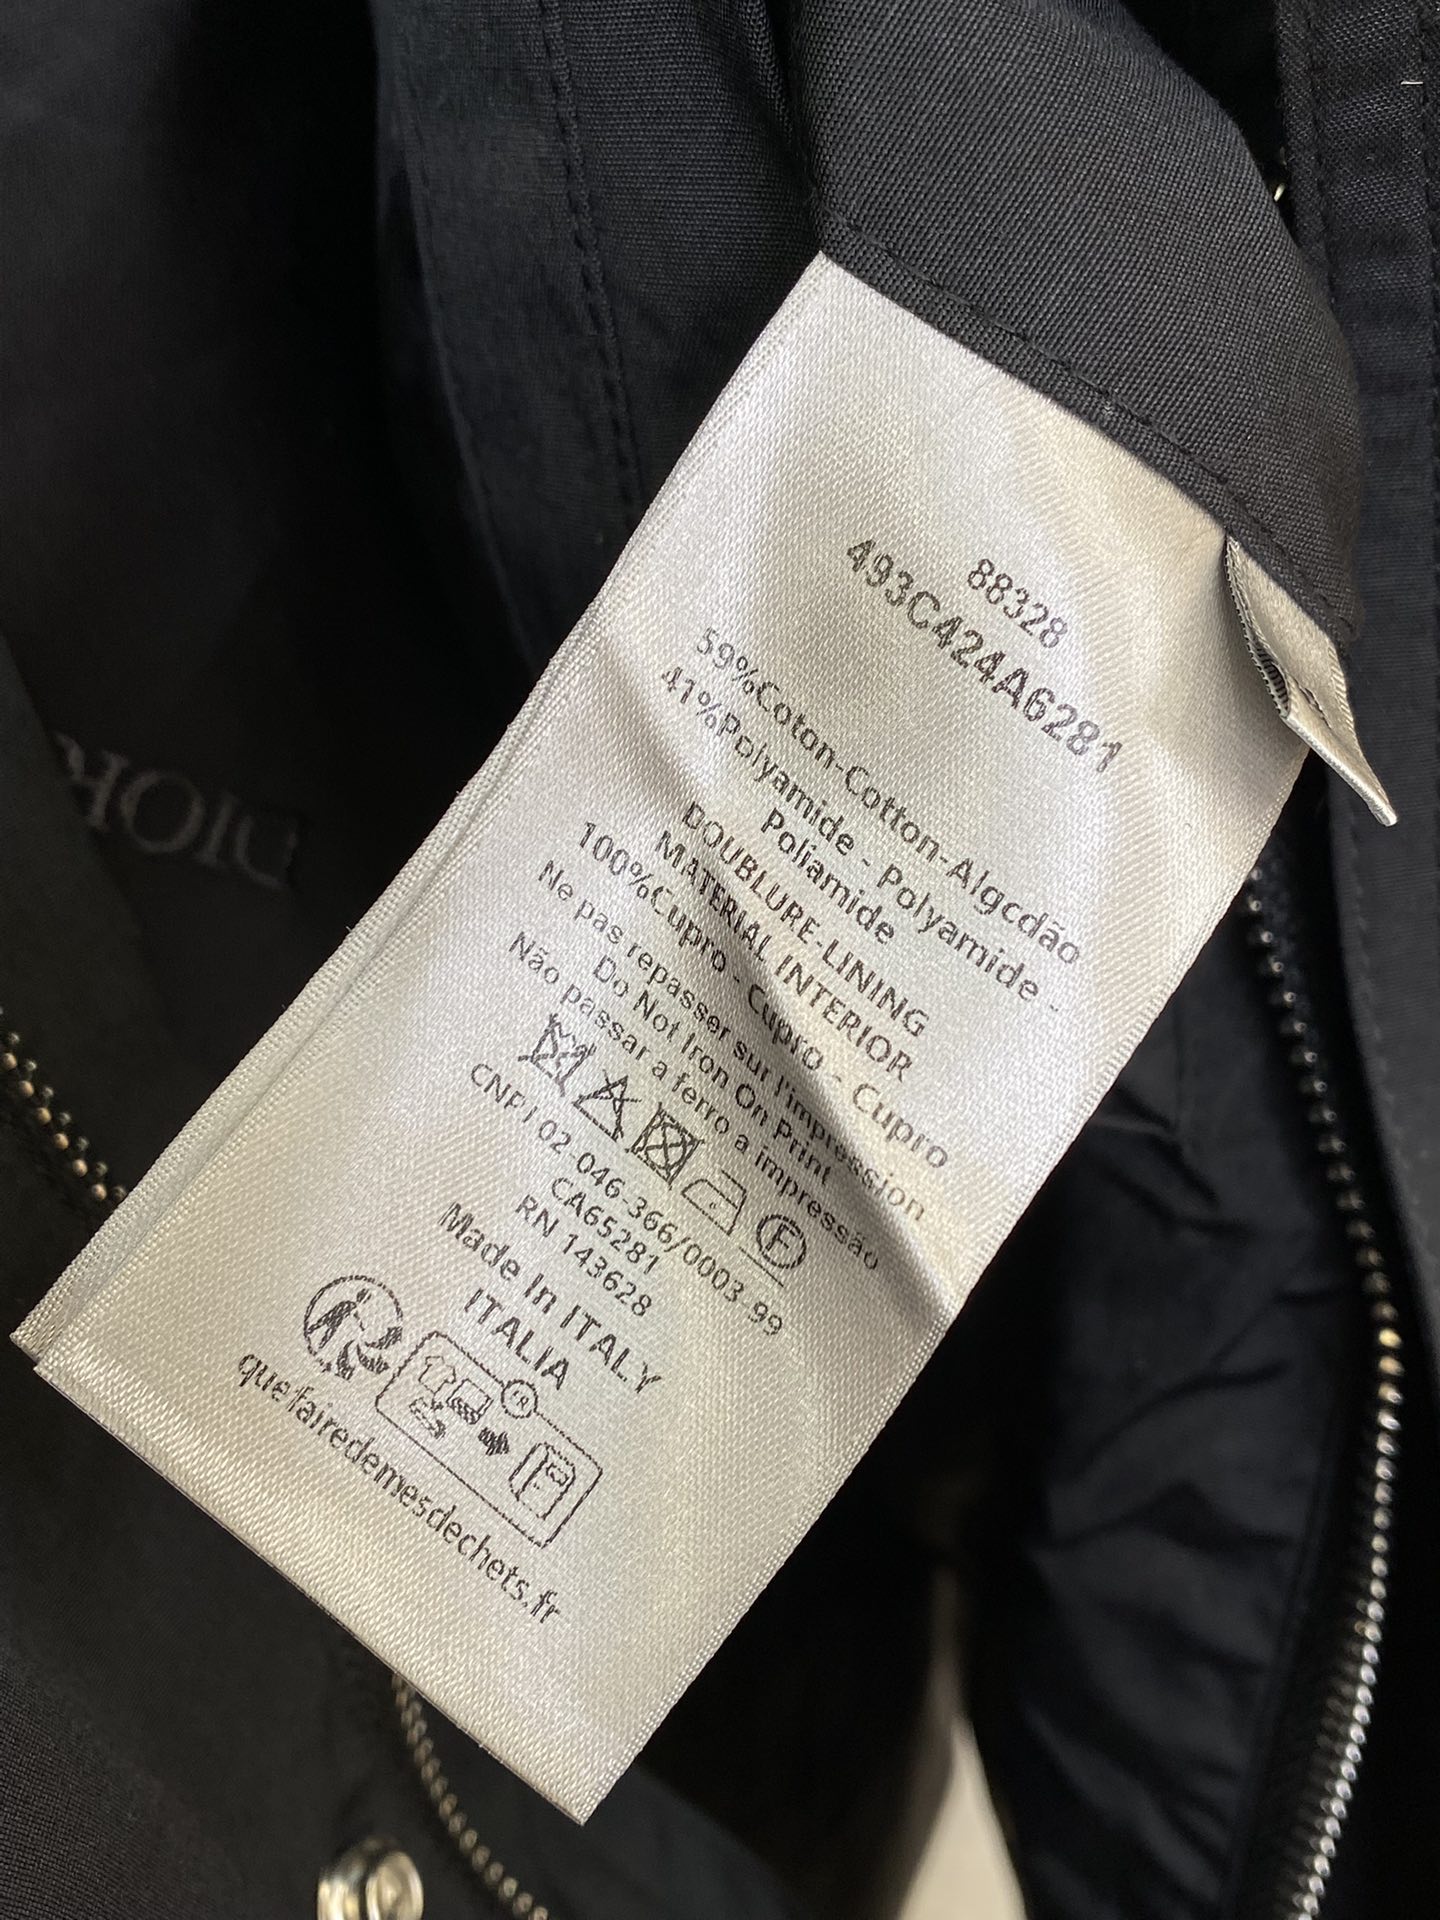 88328
493C424A6281
59%Coton-Cotton-Algcdão
41%Polyamide - Polyamide -
Poliamide
DOUBLURE-LINING
MATERIAL INTERIOR
100%Cupro - Cupro - Cupro
Ne pas repasser sur l'impression
Do Not Iron On Print
Não passar a ferro a impressão
F
CNPJ 02-046-366/0003-99
CA65281
RN 143628
Made In ITALY
ITALIA
FR
quefairedemesdechets.fr
DIOR